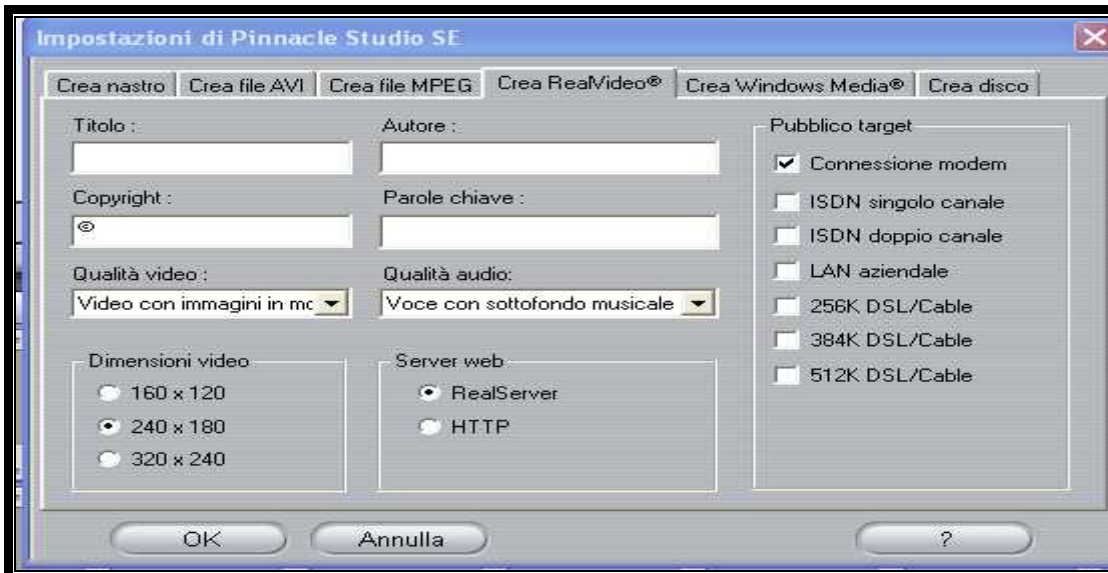 Impostazioni di Pinnacle Studio SE
Crea nastro Crea file AVI Crea file MPEG Crea RealVideo® Crea Windows Media® Crea disco
Titolo :
Autore :
Copyright :
©
Parole chiave :
Qualità video :
Video con immagini in mo
Qualità audio:
Voce con sottofondo musicale
Dimensioni video
160 x 120
240 x 180
320 x 240
Server web
RealServer
HTTP
Pubblico target
Connessione modem
ISDN singolo canale
ISDN doppio canale
LAN aziendale
256K DSL/Cable
384K DSL/Cable
512K DSL/Cable
OK Annulla ?